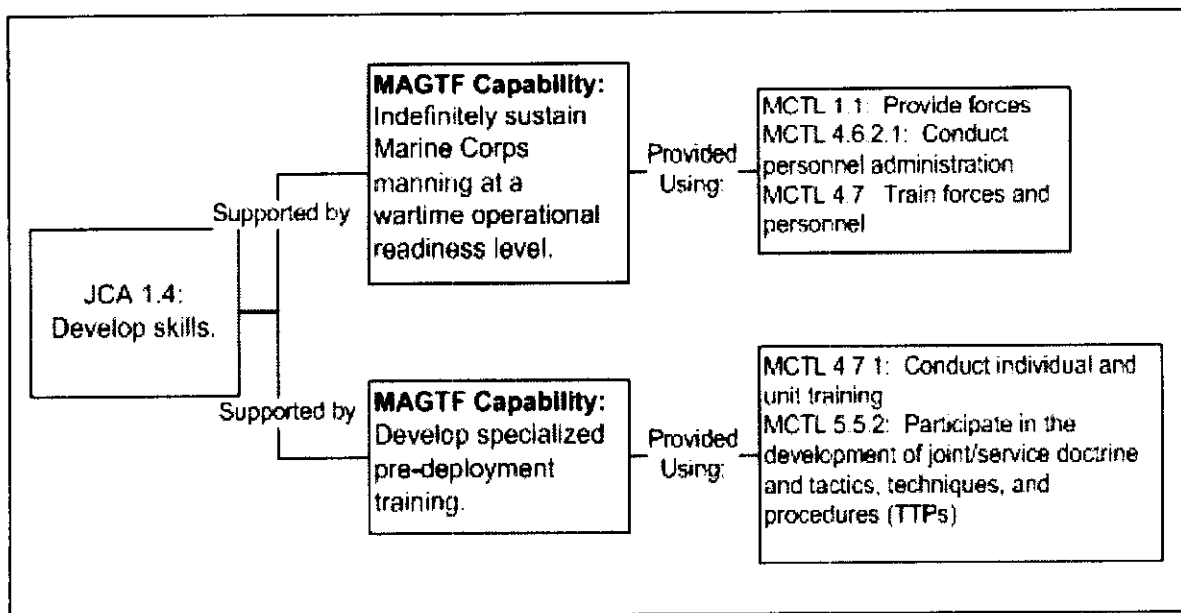 JCA 1.4:
Develop skills.
Supported by
MAGTF Capability:
Indefinitely sustain
Marine Corps
manning at a
wartime operational
readiness level.
Provided
Using:
MCTL 1.1: Provide forces
MCTL 4.6.2.1: Conduct
personnel administration
MCTL 4.7 Train forces and
personnel
Supported by
MAGTF Capability:
Develop specialized
pre-deployment
training.
Provided
Using:
MCTL 4.7 1: Conduct individual and
unit training
MCTL 5.5.2: Participate in the
development of joint/service doctrine
and tactics, techniques, and
procedures (TTPs)